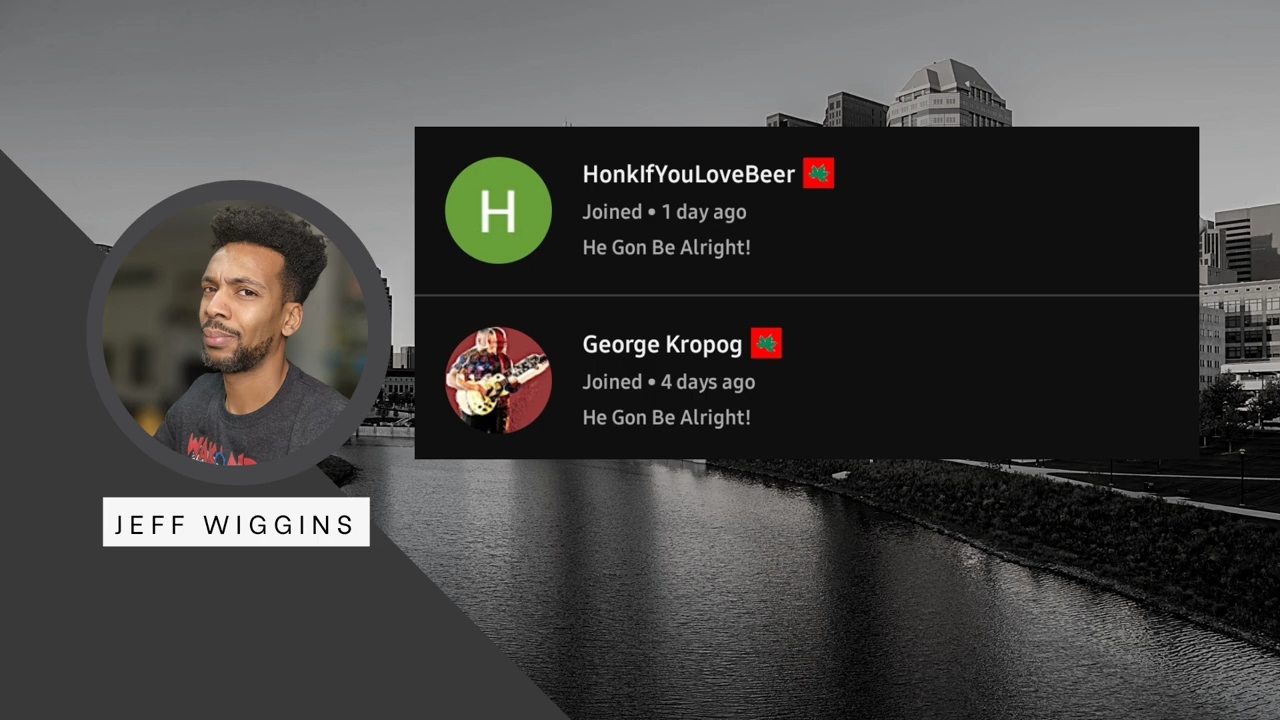 HonkIfYouLoveBeer
Joined • 1 day ago
He Gon Be Alright!
George Kropog
Joined • 4 days ago
He Gon Be Alright!
H
JEFF WIGGINS